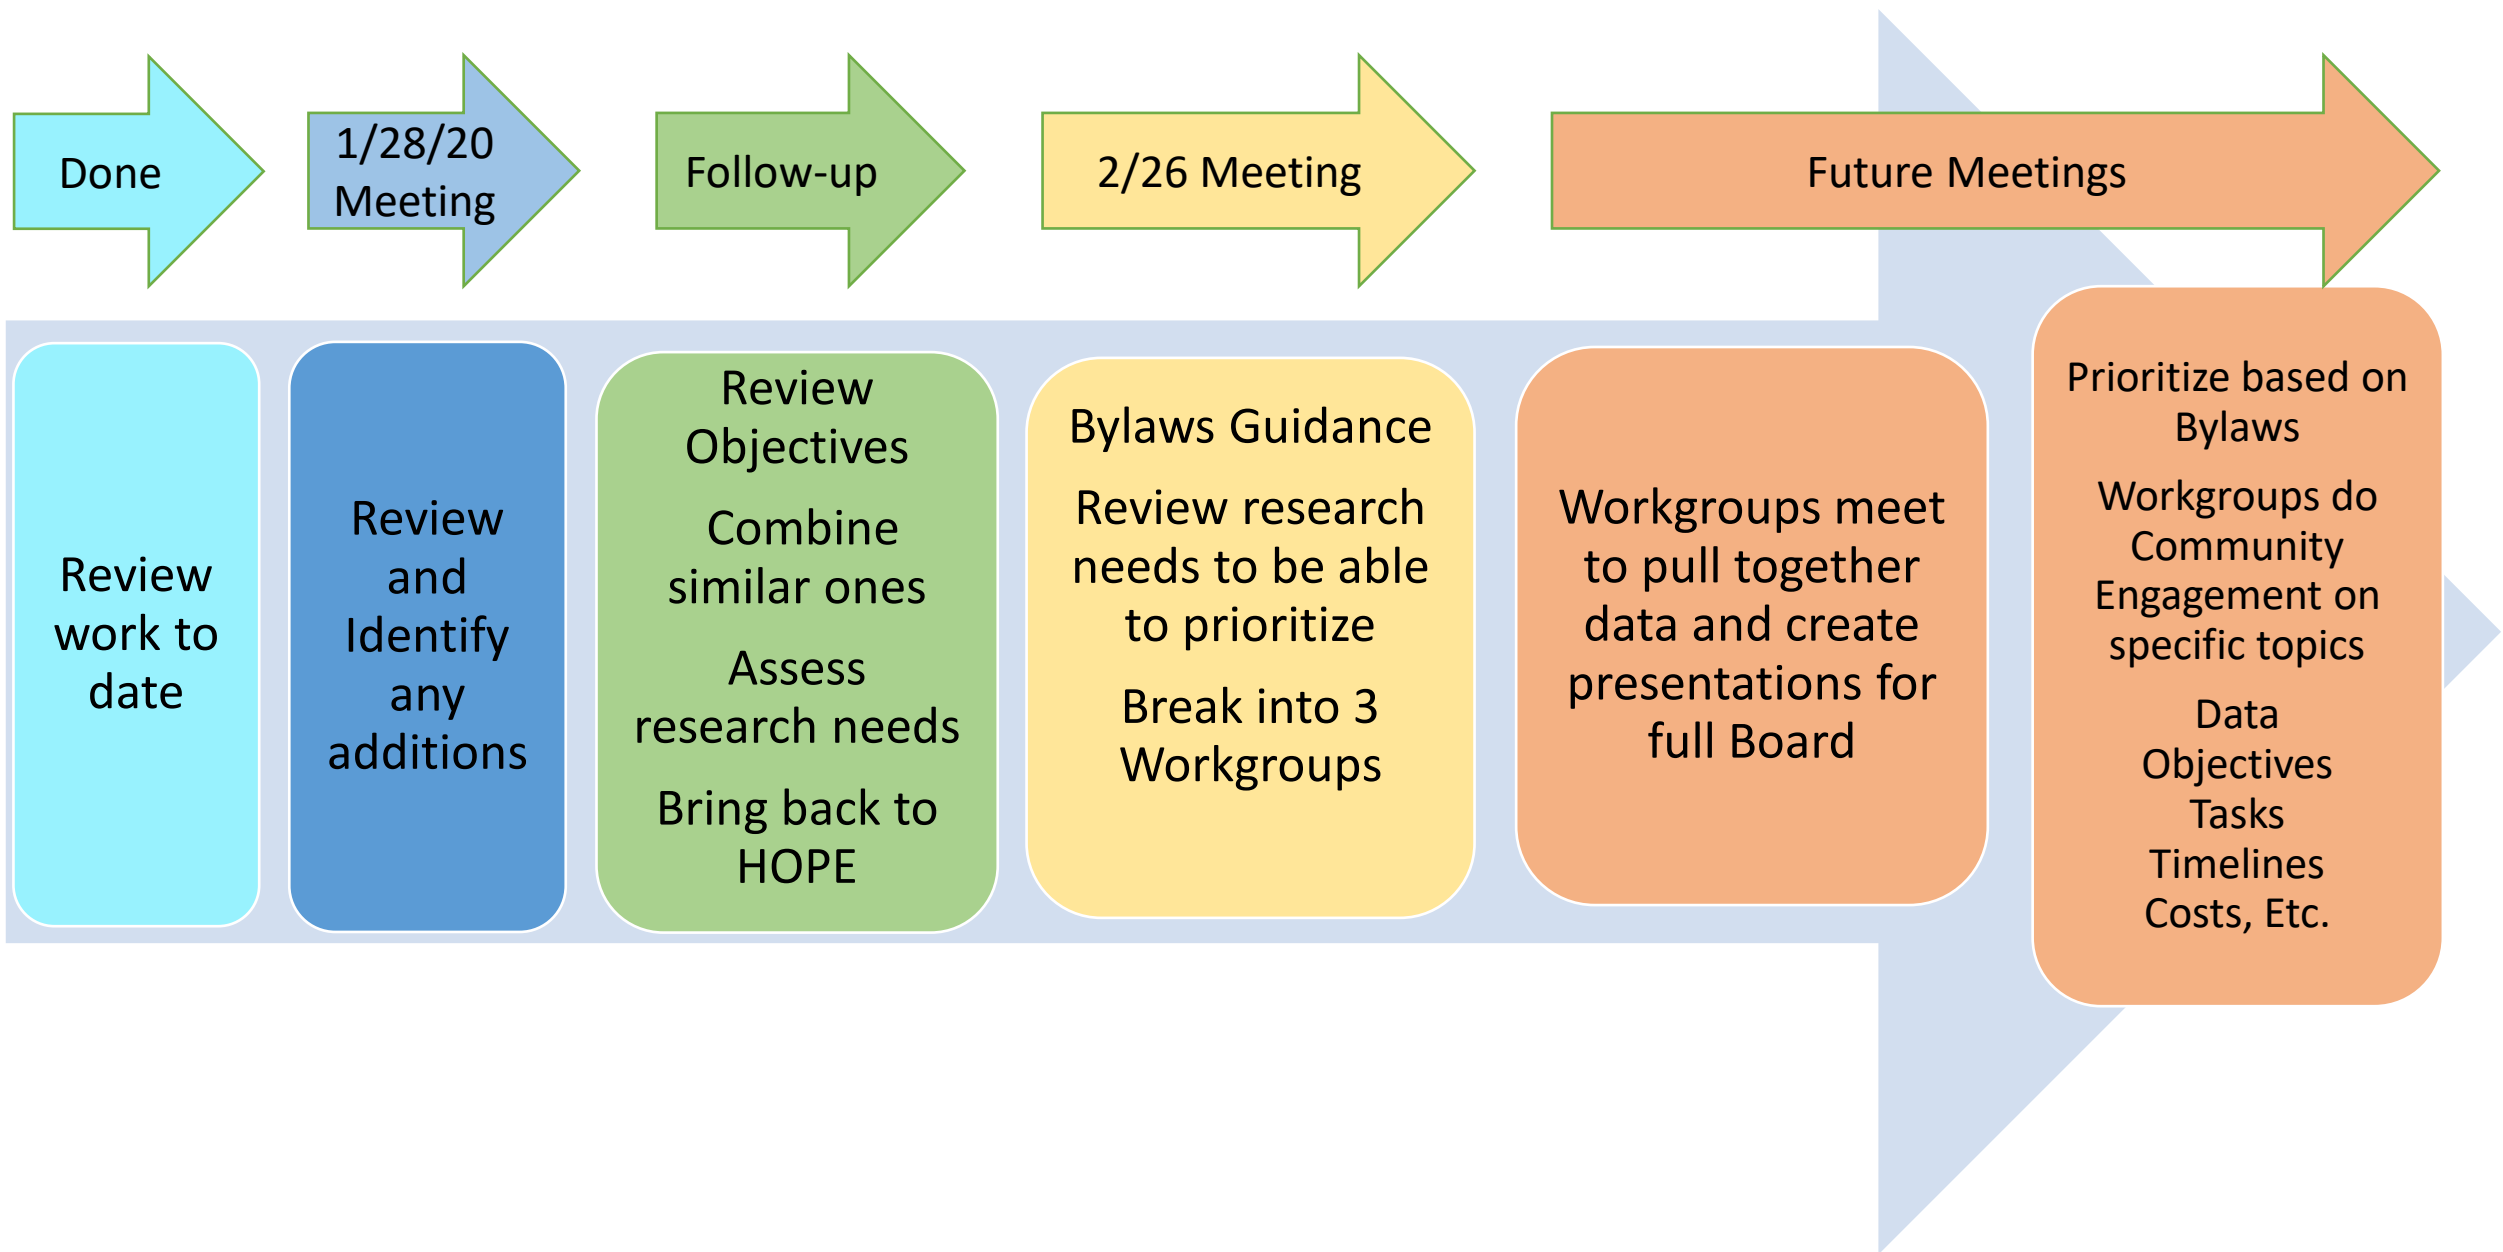 Done
1/28/20
Meeting
Follow-up
2/26 Meeting
Future Meetings
Review
work to
date
Review
and
Identify
any
additions
Review
Objectives
Combine
similar ones
Assess
research needs
Bring back to
HOPE
Bylaws Guidance
Review research
needs to be able
to prioritize
Break into 3
Workgroups
Workgroups meet
to pull together
data and create
presentations for
full Board
Prioritize based on
Bylaws
Workgroups do
Community
Engagement on
specific topics
Data
Objectives
Tasks
Timelines
Costs, Etc.